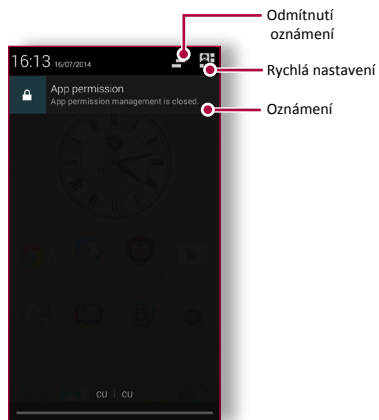 Odmítnutí
oznámení
16:13 16/07/2014
Rychlá nastavení
App permission
App permission management is closed.
Oznámení
CU | CU